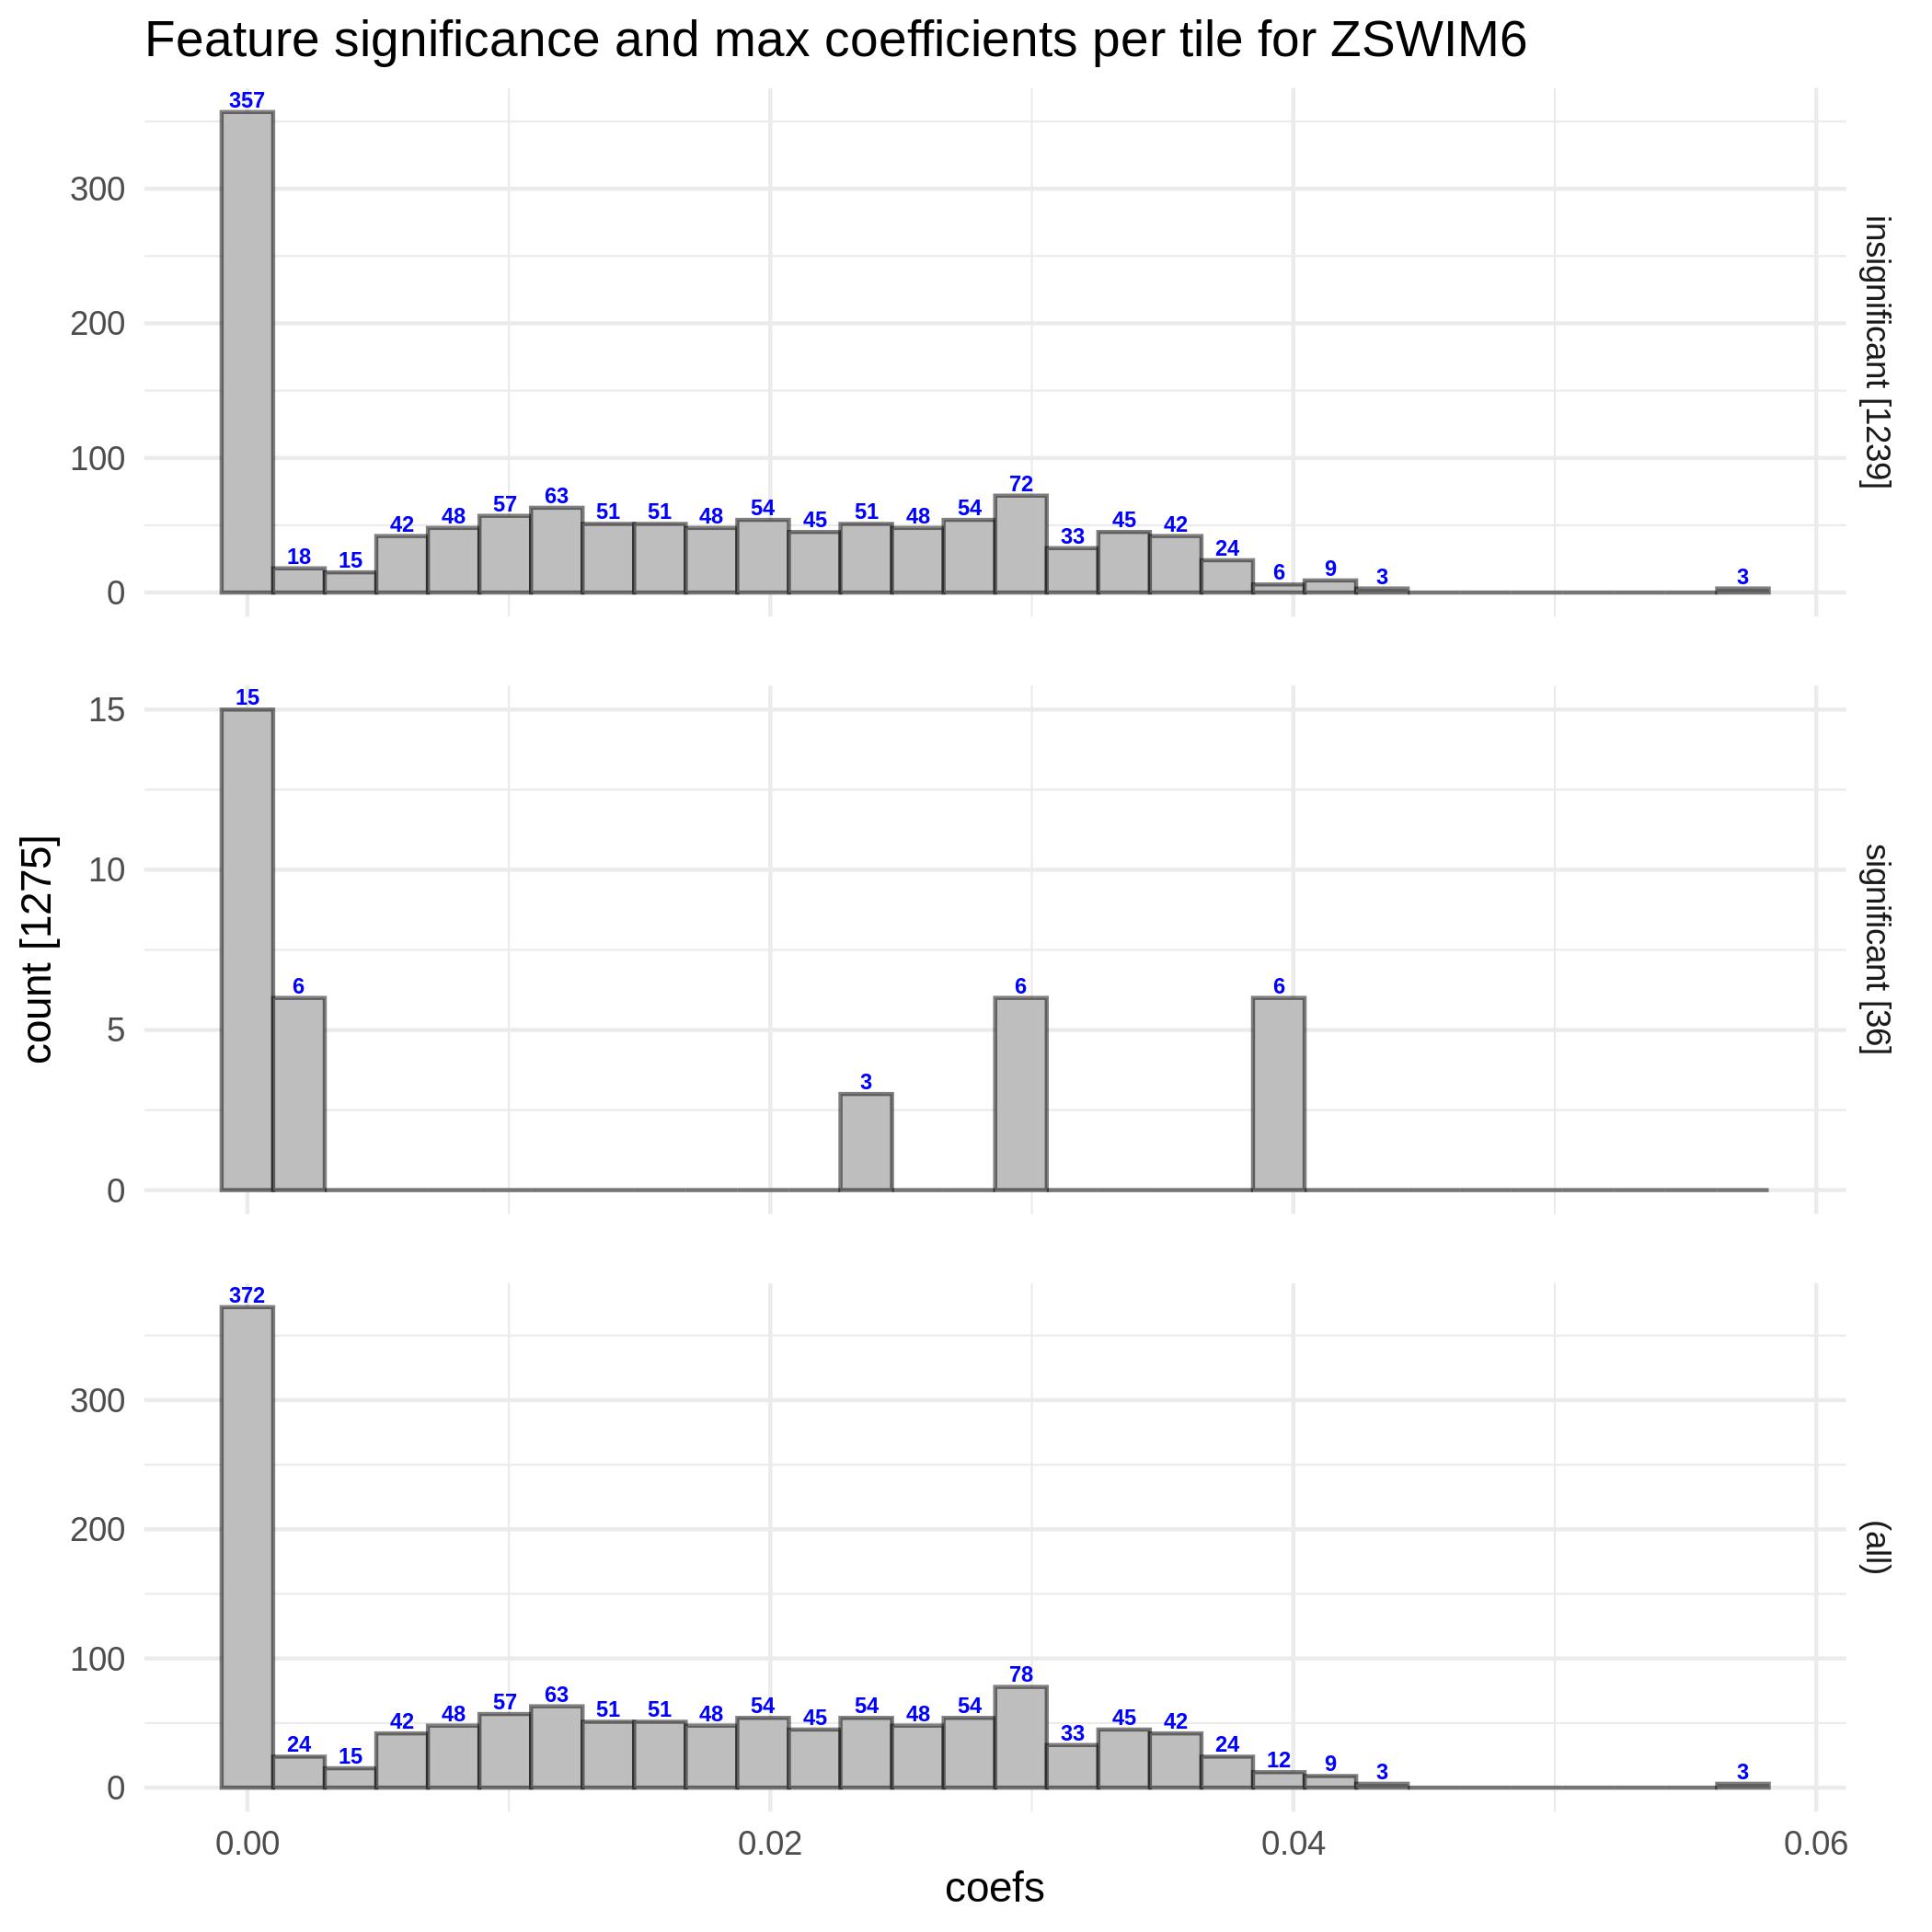 Feature significance and max coefficients per tile for ZSWIM6
357
18 15 42 48 57 63 51 51 48 54 45 51 48 54 72 33 45 42 24 6 9 3 3
300
200
100
0
insignificant [1239]
15
6 3 6 6
15
10
5
0
significant [36]
count [1275]
372
24 15 42 48 57 63 51 51 48 54 45 54 48 54 78 33 45 42 24 12 9 3 3
300
200
100
0
(all)
0.00 0.02 0.04 0.06
coefs